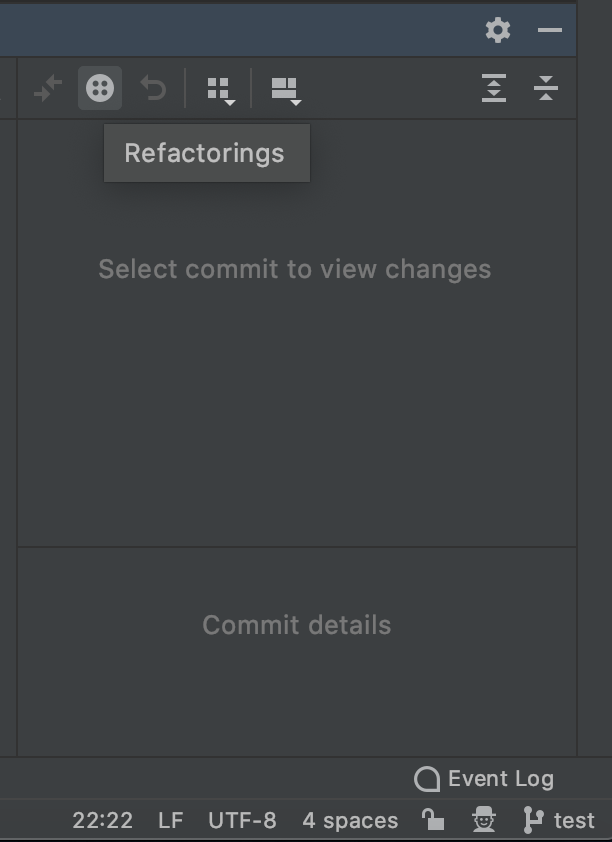 Refactorings
Select commit to view changes
Commit details
Event Log
22:22 LF UTF-8 4 spaces test